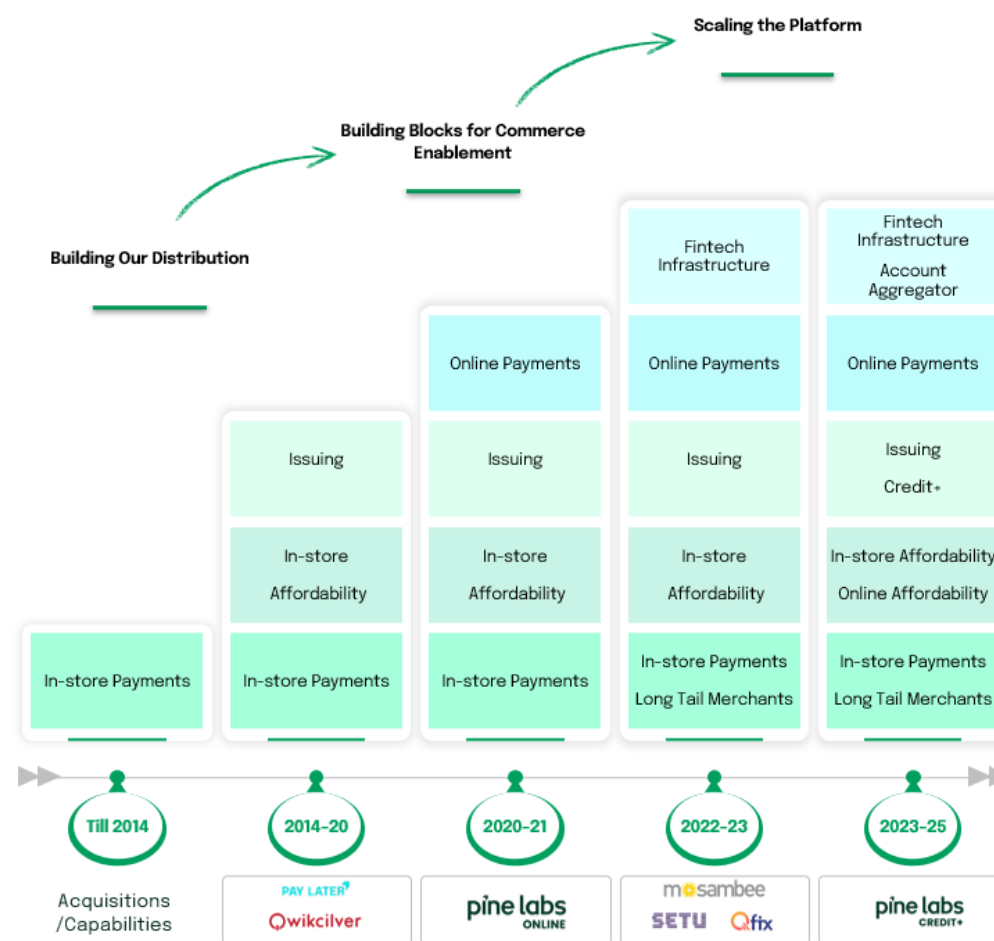 Scaling the Platform
Building Blocks for Commerce
Enablement
Building Our Distribution
Fintech
Infrastructure
Fintech
Infrastructure
Account
Aggregator
Online Payments
Online Payments
Online Payments
Issuing
Issuing
Issuing
Issuing
Credit+
In-store
Affordability
In-store
Affordability
In-store
Affordability
In-store Affordability
Online Affordability
In-store Payments
In-store Payments
In-store Payments
In-store Payments
Long Tail Merchants
In-store Payments
Long Tail Merchants
Till 2014
2014-20
2020-21
2022-23
2023-25
Acquisitions
/Capabilities
PAY LATER
Qwikcilver
pine labs
ONLINE
mosambee
SETU
Qfix
pine labs
CREDIT+